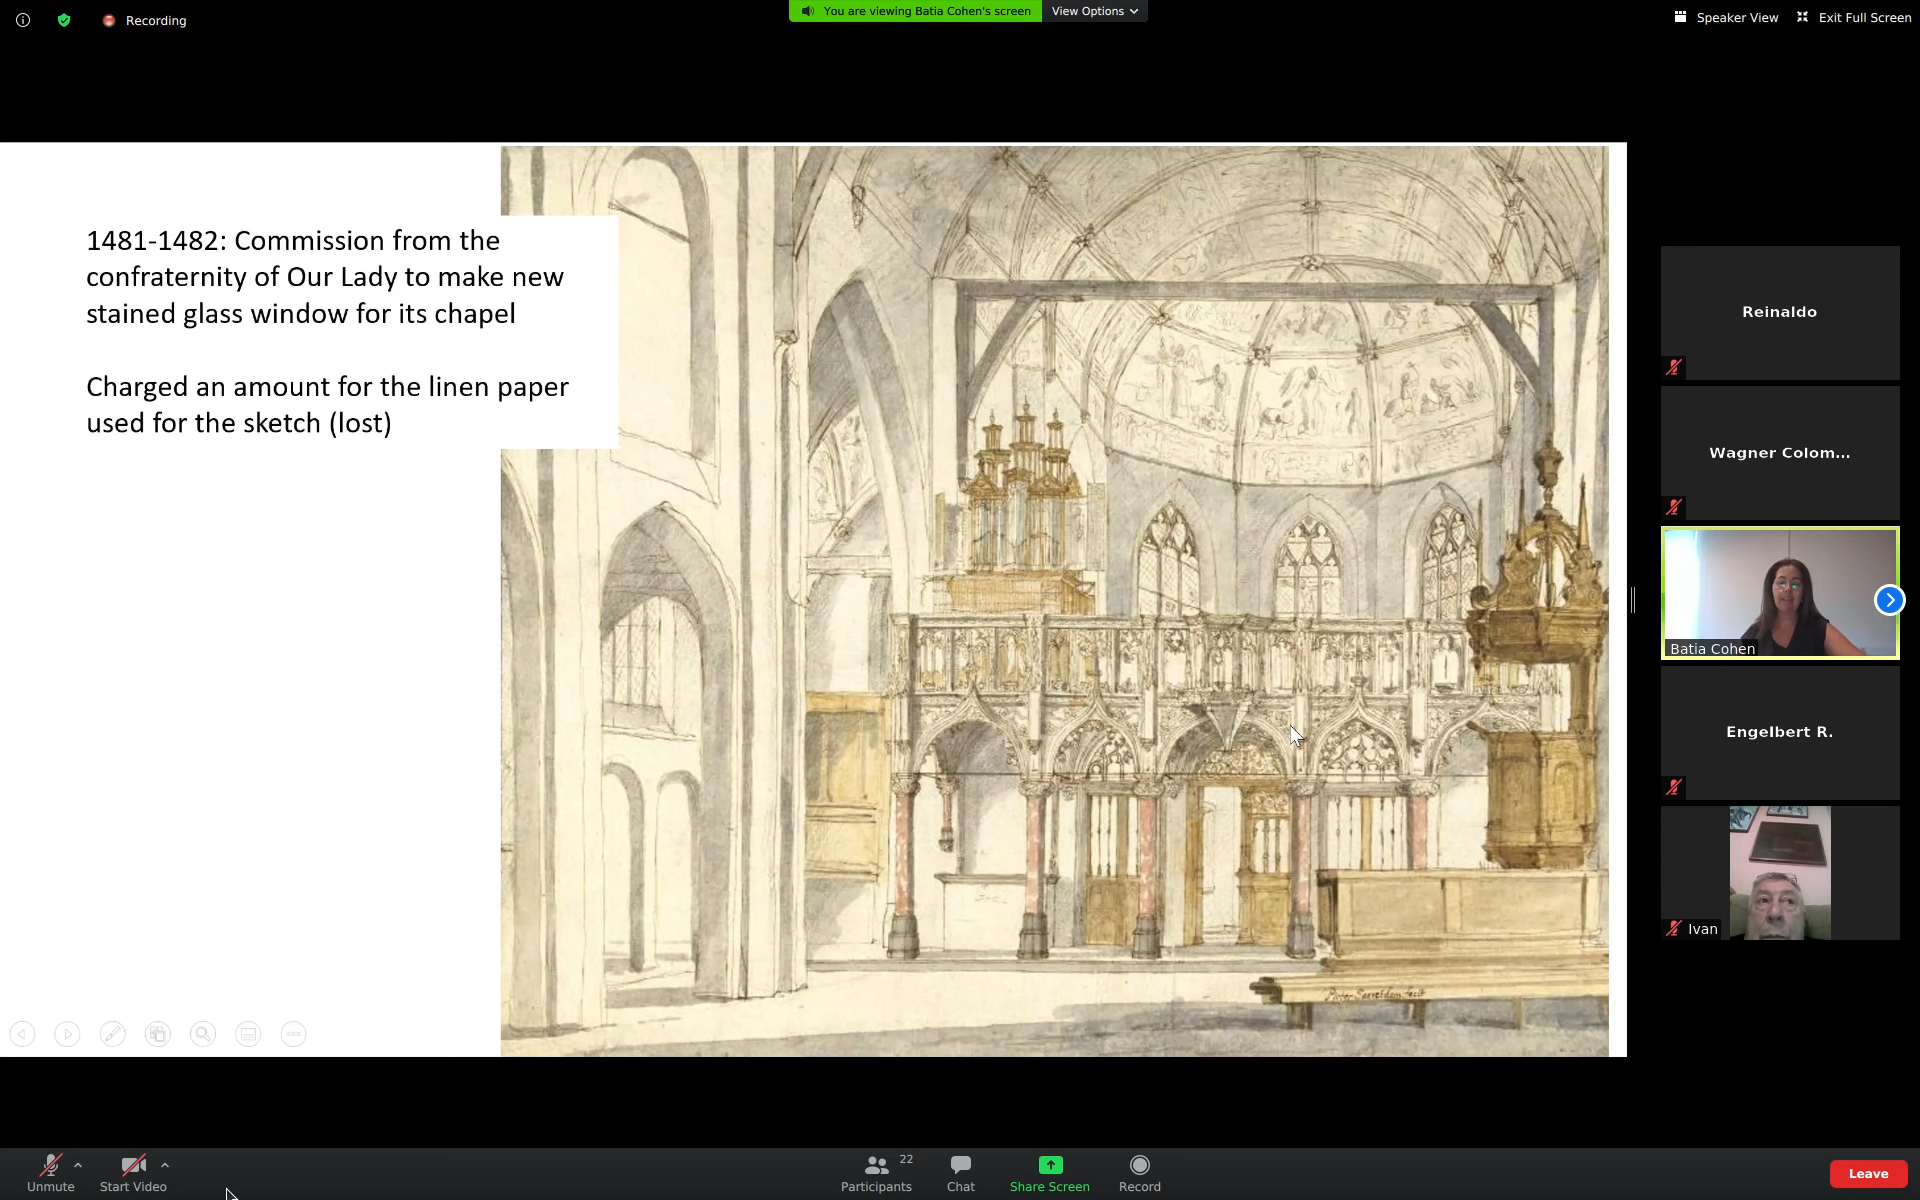 Recording
You are viewing Batia Cohen's screen
View Options
Speaker View
Exit Full Screen
1481-1482: Commission from the
confraternity of Our Lady to make new
stained glass window for its chapel
Charged an amount for the linen paper
used for the sketch (lost)
Reinaldo
Wagner Colom...
Batia Cohen
Engelbert R.
Ivan
Unmute
Start Video
Participants
22
Chat
Share Screen
Record
Leave